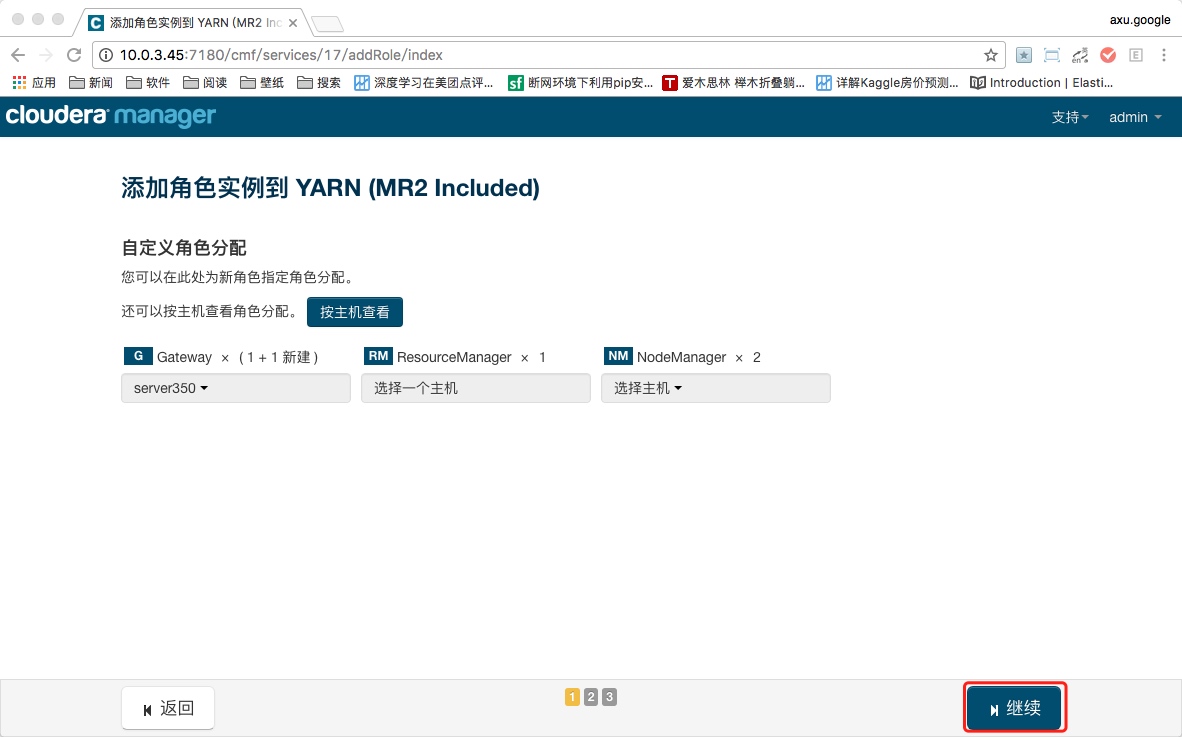 添加角色实例到 YARN (MR2 Inc
axu.google
10.0.3.45:7180/cmf/services/17/addRole/index
应用 新闻 软件 阅读 壁纸 搜索 深度学习在美团点评... 断网环境下利用pip安... 爱木思林 榉木折叠躺... 详解Kaggle房价预测... Introduction | Elasti...
cloudera manager 支持 admin
添加角色实例到 YARN (MR2 Included)
自定义角色分配
您可以在此处为新角色指定角色分配。
还可以按主机查看角色分配。 按主机查看
G Gateway × ( 1 + 1 新建 ) RM ResourceManager × 1 NM NodeManager × 2
server350 选择一个主机 选择主机
返回 1 2 3 继续